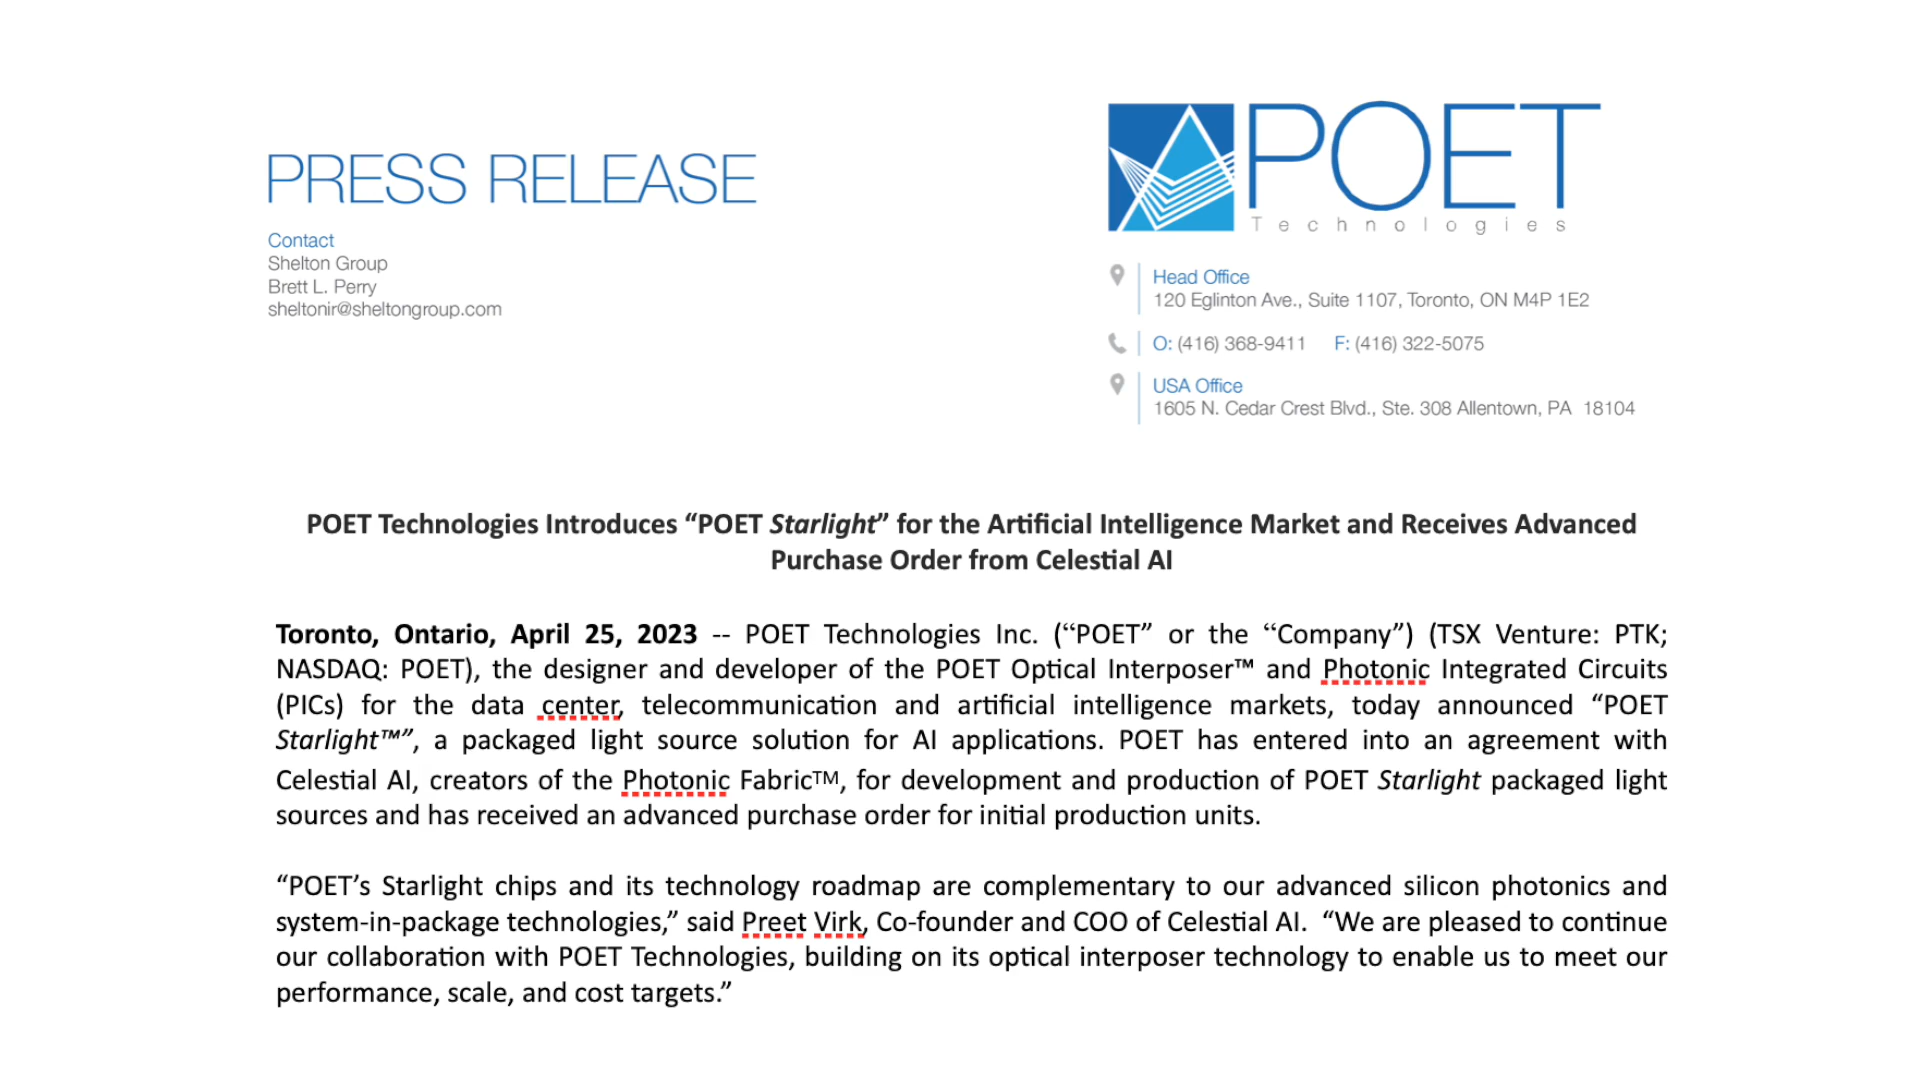 PRESS RELEASE
Contact
Shelton Group
Brett L. Perry
sheltonir@sheltongroup.com
POET
Technologies
Head Office
120 Eglinton Ave., Suite 1107, Toronto, ON M4P 1E2
O: (416) 368-9411 F: (416) 322-5075
USA Office
1605 N. Cedar Crest Blvd., Ste. 308 Allentown, PA 18104
POET Technologies Introduces “POET Starlight” for the Artificial Intelligence Market and Receives Advanced
Purchase Order from Celestial AI
Toronto, Ontario, April 25, 2023 -- POET Technologies Inc. (“POET” or the “Company”) (TSX Venture: PTK;
NASDAQ: POET), the designer and developer of the POET Optical Interposer™ and Photonic Integrated Circuits
(PICs) for the data center, telecommunication and artificial intelligence markets, today announced “POET
Starlight™”, a packaged light source solution for AI applications. POET has entered into an agreement with
Celestial AI, creators of the Photonic Fabric™, for development and production of POET Starlight packaged light
sources and has received an advanced purchase order for initial production units.
“POET’s Starlight chips and its technology roadmap are complementary to our advanced silicon photonics and
system-in-package technologies,” said Preet Virk, Co-founder and COO of Celestial AI. “We are pleased to continue
our collaboration with POET Technologies, building on its optical interposer technology to enable us to meet our
performance, scale, and cost targets.”